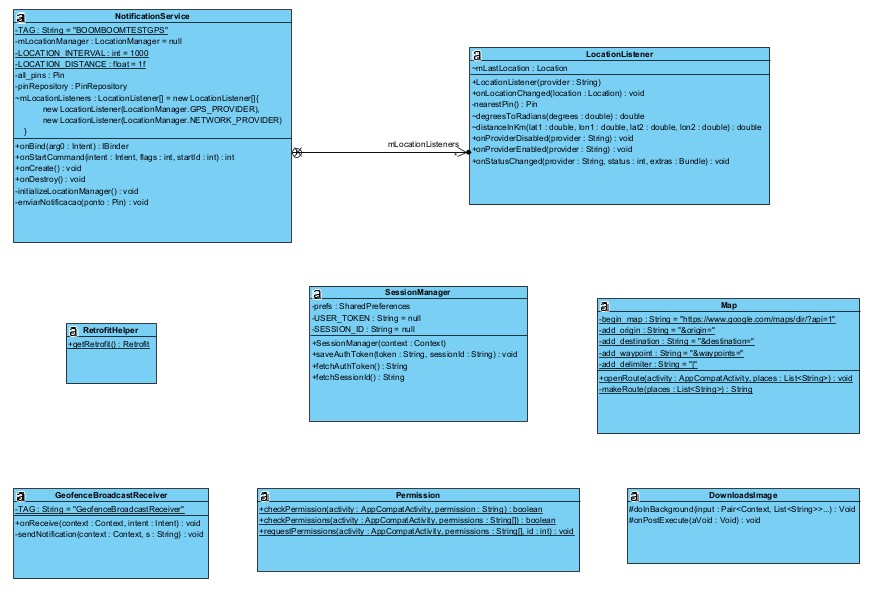 NotificationService
-TAG : String = "BOOMBOOMTESTGPS"
-mLocationManager : LocationManager = null
-LOCATION_INTERVAL : int = 1000
-LOCATION_DISTANCE : float = 1f
-all_pins : Pin
-pinRepository : PinRepository
~mLocationListeners : LocationListener[] = new LocationListener[]{
new LocationListener(LocationManager.GPS_PROVIDER),
new LocationListener(LocationManager.NETWORK_PROVIDER)
}
+onBind(arg0 : Intent) : IBinder
+onStartCommand(intent : Intent, flags : int, startId : int) : int
+onCreate() : void
+onDestroy() : void
-initializeLocationManager() : void
-enviarNotificacao(ponto : Pin) : void
mLocationListeners
*
LocationListener
~mLastLocation : Location
+LocationListener(provider : String)
+onLocationChanged(location : Location) : void
-nearestPin() : Pin
~degreesToRadians(degrees : double) : double
~distanceInKm(lat1 : double, lon1 : double, lat2 : double, lon2 : double) : double
+onProviderDisabled(provider : String) : void
+onProviderEnabled(provider : String) : void
+onStatusChanged(provider : String, status : int, extras : Bundle) : void
RetrofitHelper
+getRetrofit() : Retrofit
SessionManager
-prefs : SharedPreferences
-USER_TOKEN : String = null
-SESSION_ID : String = null
+SessionManager(context : Context)
+saveAuthToken(token : String, sessionId : String) : void
+fetchAuthToken() : String
+fetchSessionId() : String
Map
-begin_map : String = "https://www.google.com/maps/dir/?api=1"
-add_origin : String = "&origin="
-add_destination : String = "&destination="
-add_waypoint : String = "&waypoints="
-add_delimiter : String = "|"
+openRoute(activity : AppCompatActivity, places : List<String>) : void
-makeRoute(places : List<String>) : String
GeofenceBroadcastReceiver
-TAG : String = "GeofenceBroadcastReceiver"
+onReceive(context : Context, intent : Intent) : void
-sendNotification(context : Context, s : String) : void
Permission
+checkPermission(activity : AppCompatActivity, permission : String) : boolean
+checkPermissions(activity : AppCompatActivity, permissions : String[]) : boolean
+requestPermissions(activity : AppCompatActivity, permissions : String[], id : int) : void
DownloadsImage
#doInBackground(input : Pair<Context, List<String>>...) : Void
#onPostExecute(aVoid : Void) : void